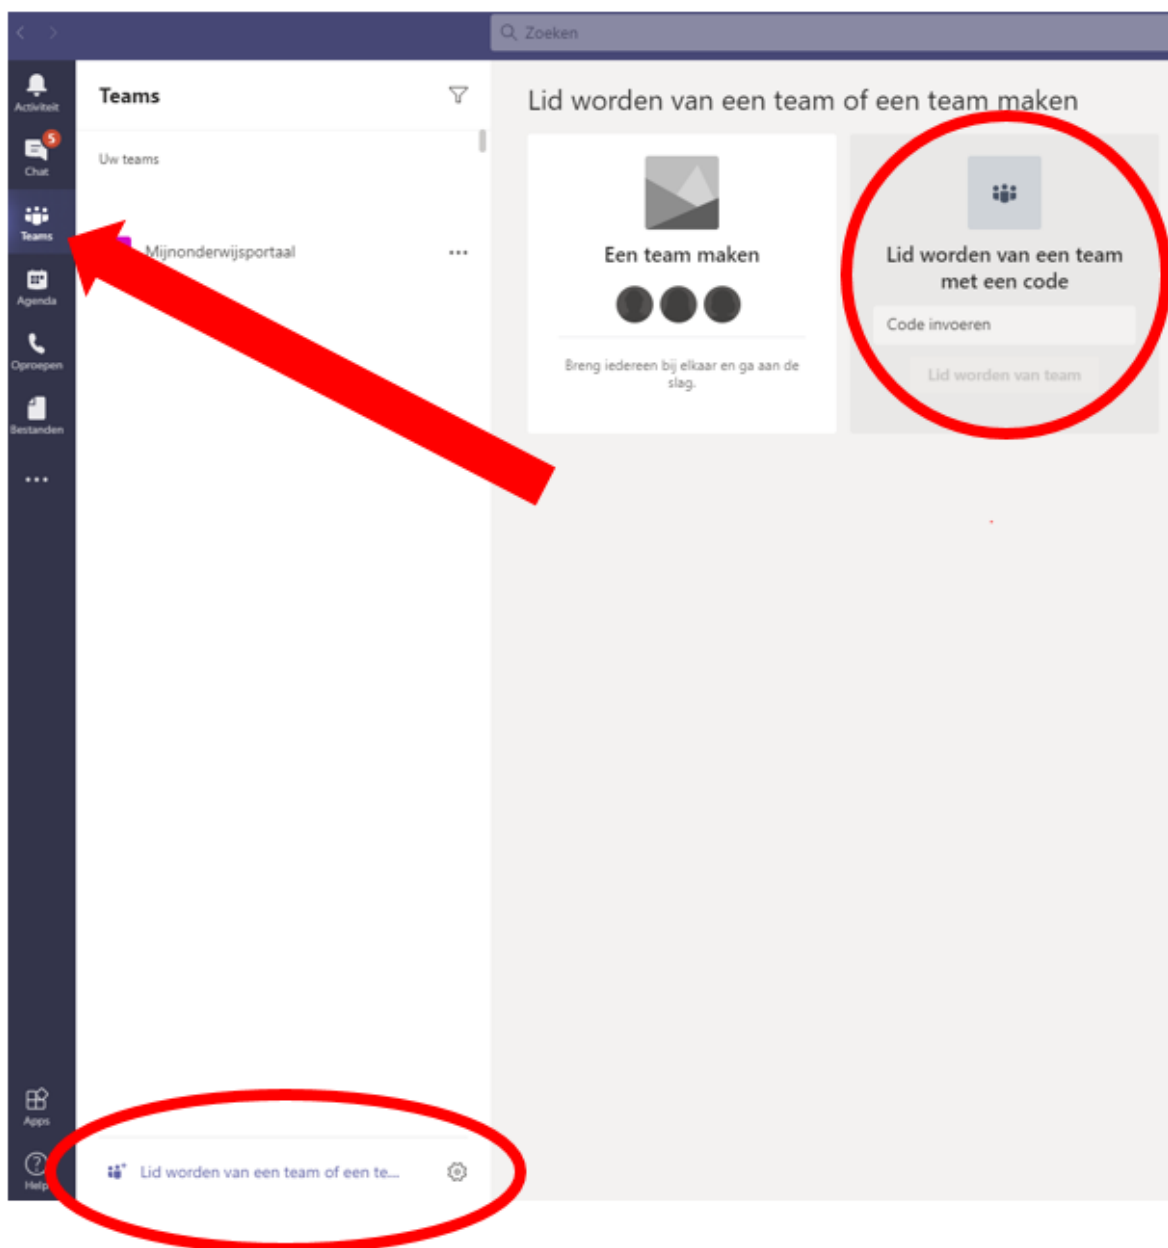 Zoeken
Activiteit
5
Chat
Teams
Agenda
Oproepen
Bestanden
Apps
Help
Teams
Uw teams
Mijnonderwijsportaal
Lid worden van een team of een te...
Lid worden van een team of een team maken
Een team maken
Breng iedereen bij elkaar en ga aan de
slag.
Lid worden van een team
met een code
Code invoeren
Lid worden van team